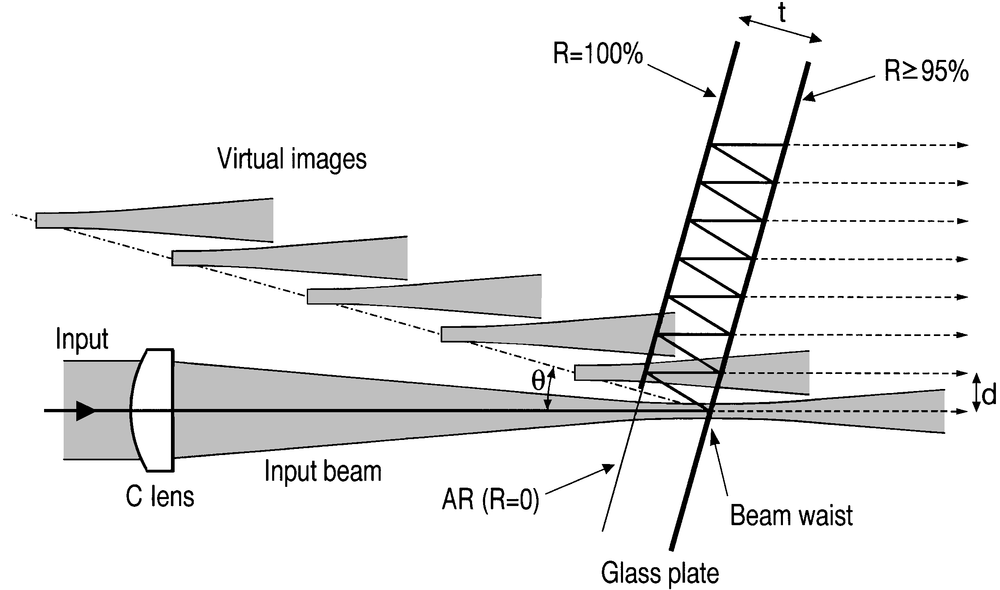 t
R=100%
R≥95%
Virtual images
Input
θ
d
Input beam
C lens
AR (R=0)
Beam waist
Glass plate